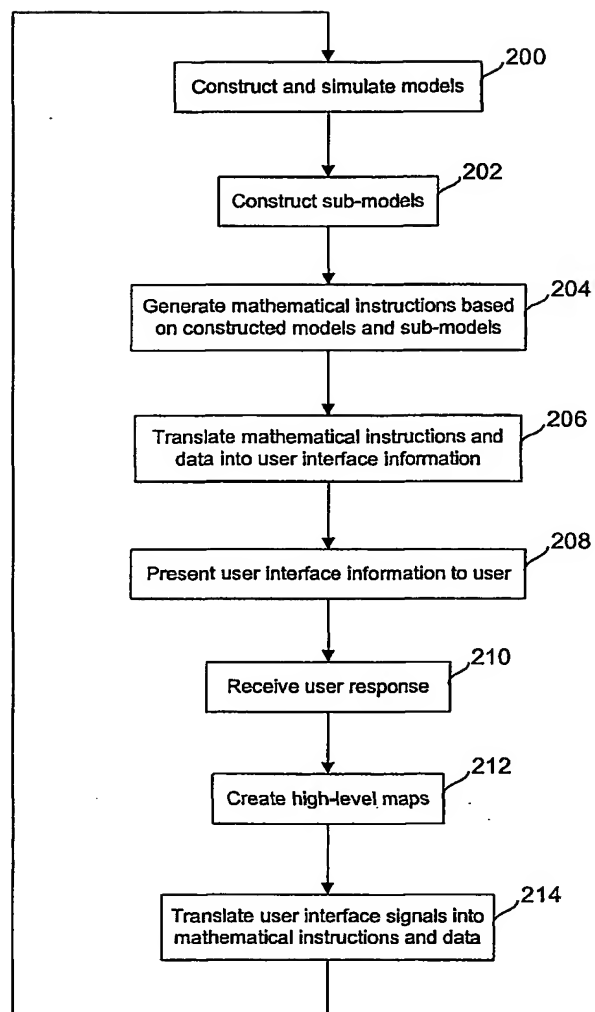 200
Construct and simulate models
202
Construct sub-models
204
Generate mathematical instructions based
on constructed models and sub-models
206
Translate mathematical instructions and
data into user interface information
208
Present user interface information to user
210
Receive user response
212
Create high-level maps
214
Translate user interface signals into
mathematical instructions and data